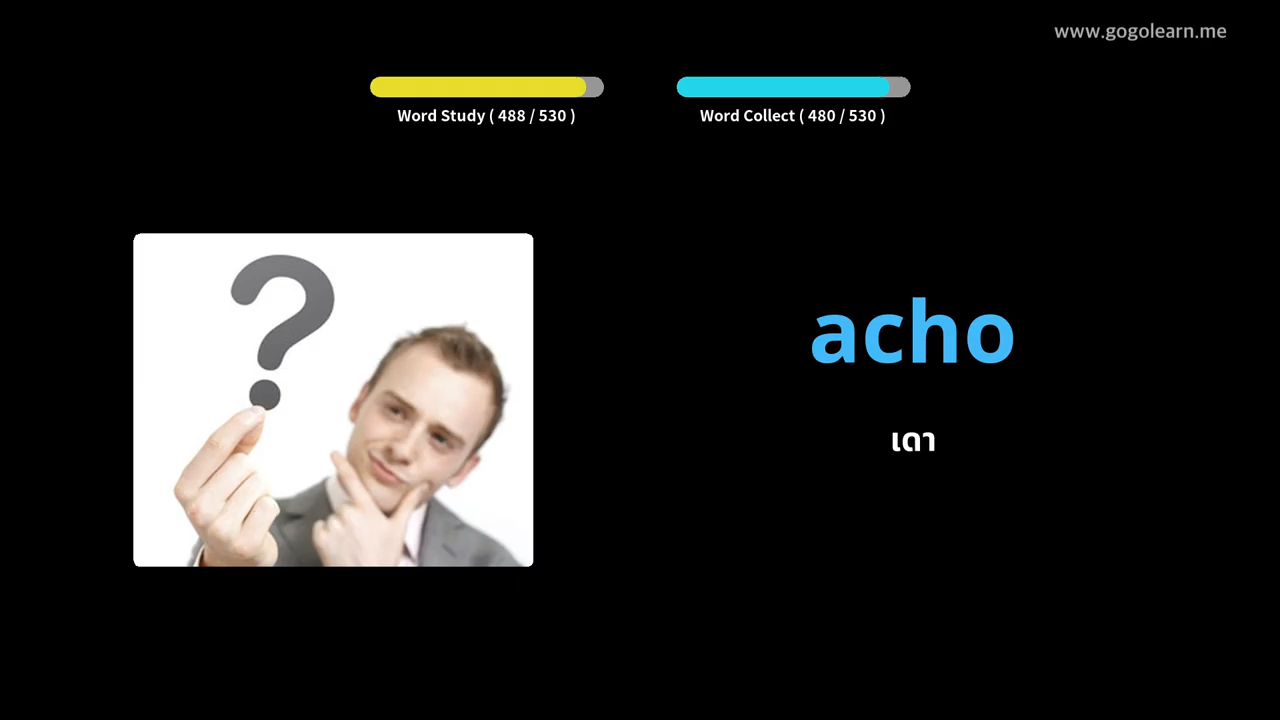 www.gogolearn.me
Word Study ( 488 / 530 )
Word Collect ( 480 / 530 )
?
acho
เดา